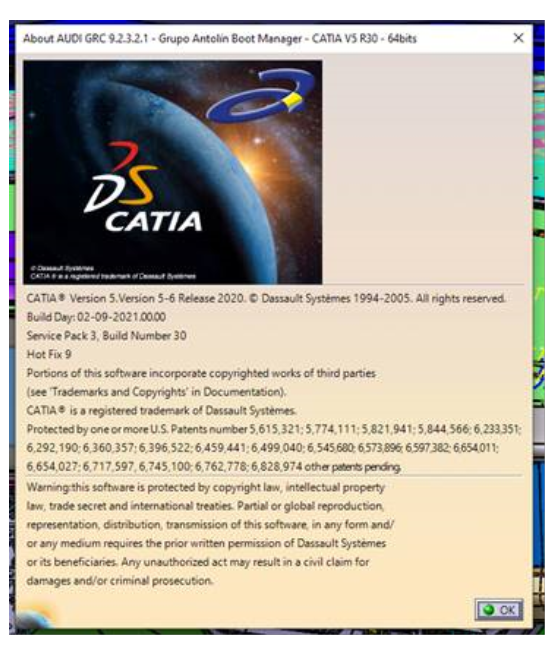 About AUDI GRC 9.2.3.2.1 - Grupo Antolín Boot Manager - CATIA V5 R30 - 64bits
DS
CATIA
© Dassault Systèmes
CATIA ® is a registered trademark of Dassault Systèmes
CATIA ® Version 5.Version 5-6 Release 2020. © Dassault Systèmes 1994-2005. All rights reserved.
Build Day: 02-09-2021.00.00
Service Pack 3, Build Number 30
Hot Fix 9
Portions of this software incorporate copyrighted works of third parties
(see 'Trademarks and Copyrights' in Documentation).
CATIA ® is a registered trademark of Dassault Systèmes.
Protected by one or more U.S. Patents number 5,615,321; 5,774,111; 5,821,941; 5,844,566; 6,233,351;
6,292,190; 6,360,357; 6,396,522; 6,459,441; 6,499,040; 6,545,680; 6,573,896; 6,597,382; 6,654,011;
6,654,027; 6,717,597, 6,745,100; 6,762,778; 6,828,974 other patents pending.
Warning:this software is protected by copyright law, intellectual property
law, trade secret and international treaties. Partial or global reproduction,
representation, distribution, transmission of this software, in any form and/
or any medium requires the prior written permission of Dassault Systèmes
or its beneficiaries. Any unauthorized act may result in a civil claim for
damages and/or criminal prosecution.
OK